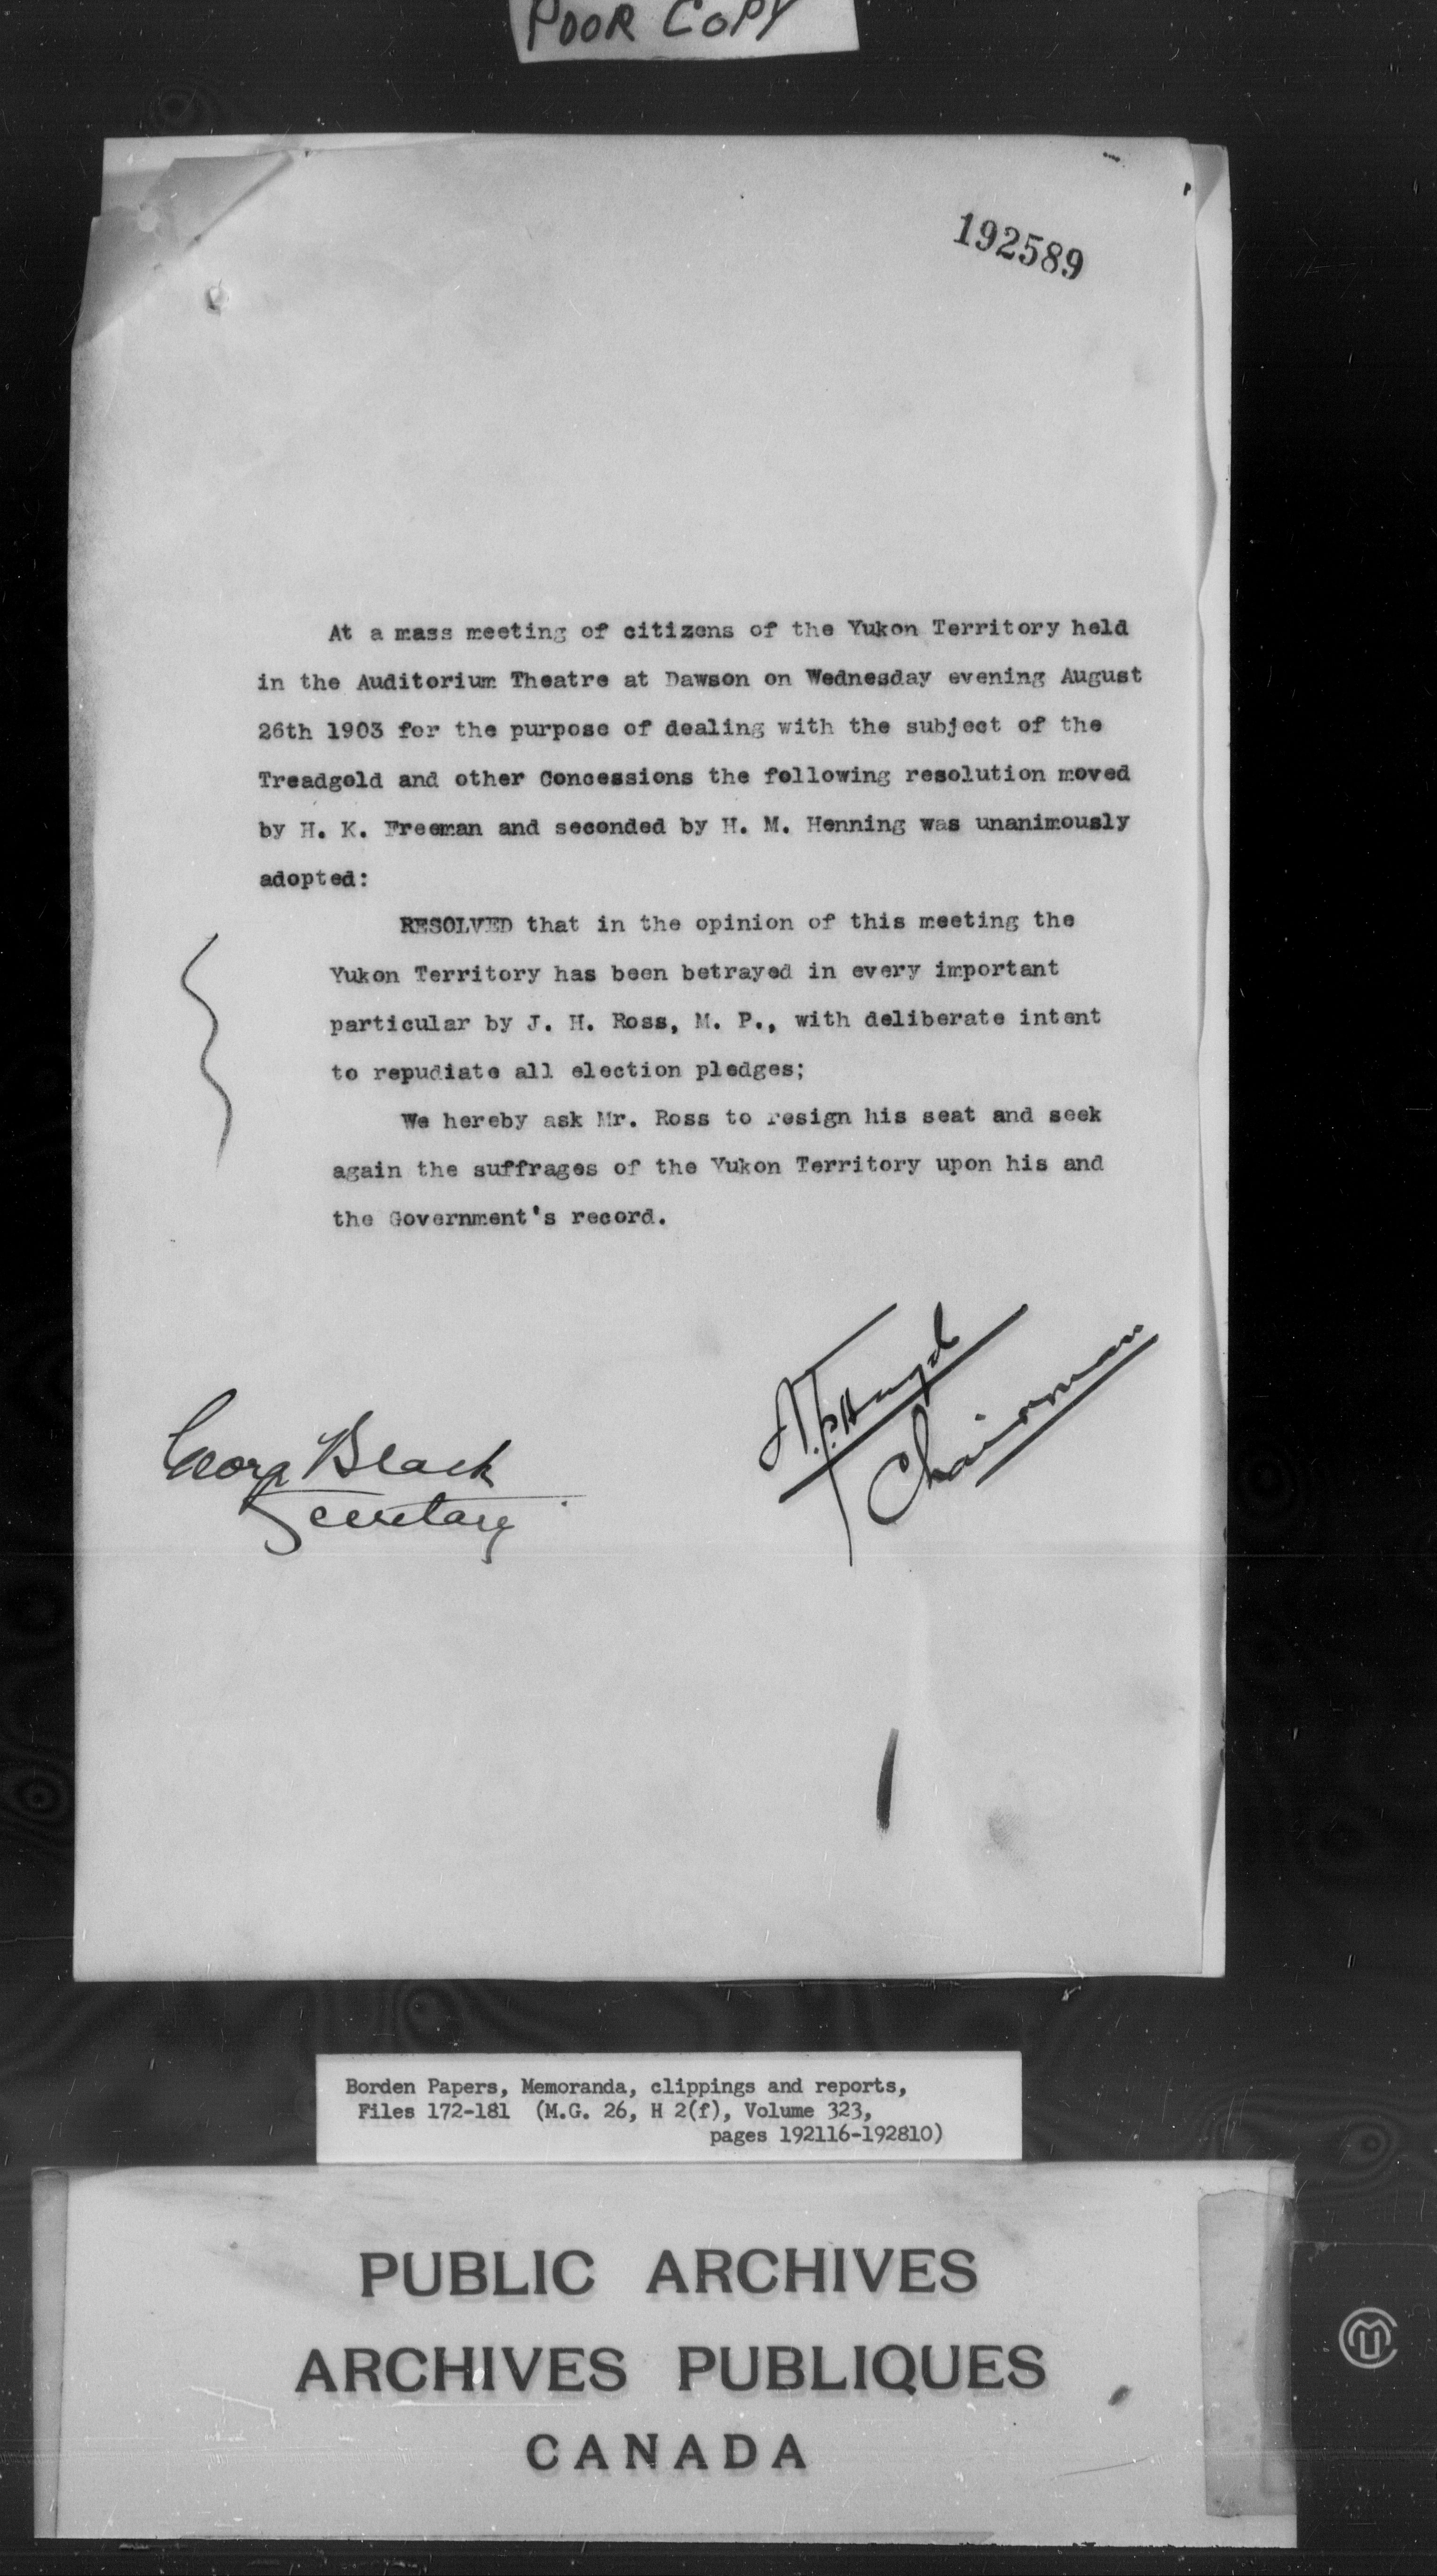 POOR COPY
192589
At a mass meeting of citizens of the Yukon Territory held
in the Auditorium Theatre at Dawson on Wednesday evening August
26th 1903 for the purpose of dealing with the subject of the
Treadgold and other Concessions the following resolution moved
by H. K. Freeman and seconded by H. M. Henning was unanimously
adopted:
RESOLVED that in the opinion of this meeting the
Yukon Territory has been betrayed in every important
particular by J. H. Ross, M. P., with deliberate intent
to repudiate all election pledges;
We hereby ask Mr. Ross to resign his seat and seek
again the suffrages of the Yukon Territory upon his and
the Government's record.
Chairman
George Black
Secretary
Borden Papers, Memoranda, clippings and reports,
Files 172-181 (M.G. 26, H 2(f), Volume 323,
pages 192116-192810)
PUBLIC ARCHIVES
ARCHIVES PUBLIQUES
CANADA